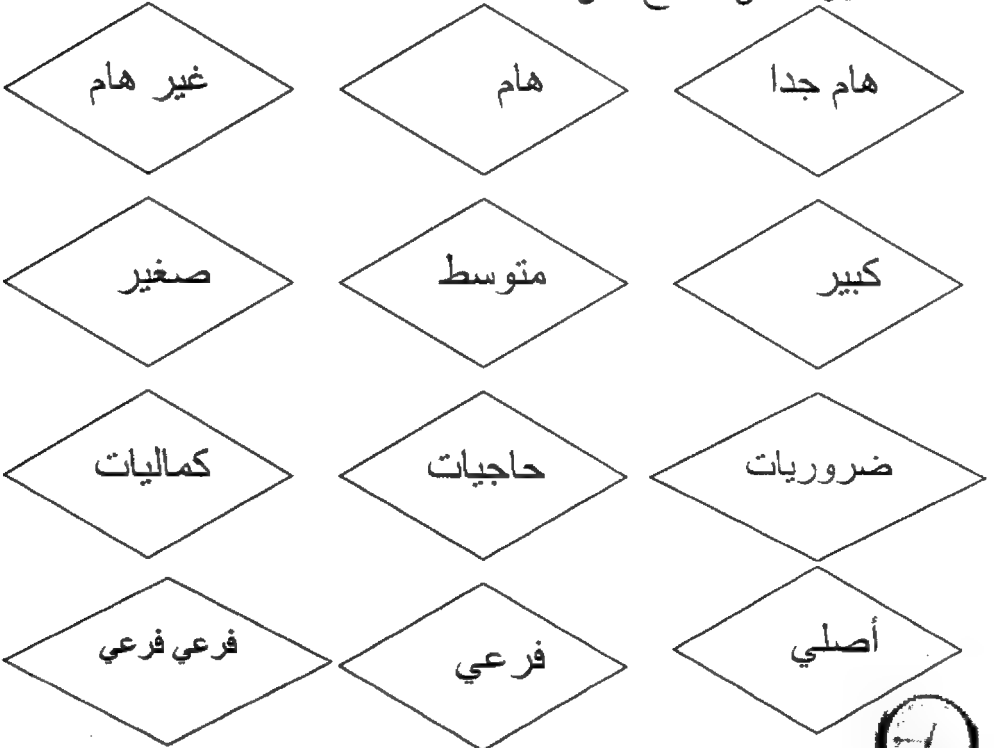 هام جدا هام غير هام
كبير متوسط صغير
ضروريات حاجيات كماليات
أصلي فرعي فرعي فرعي